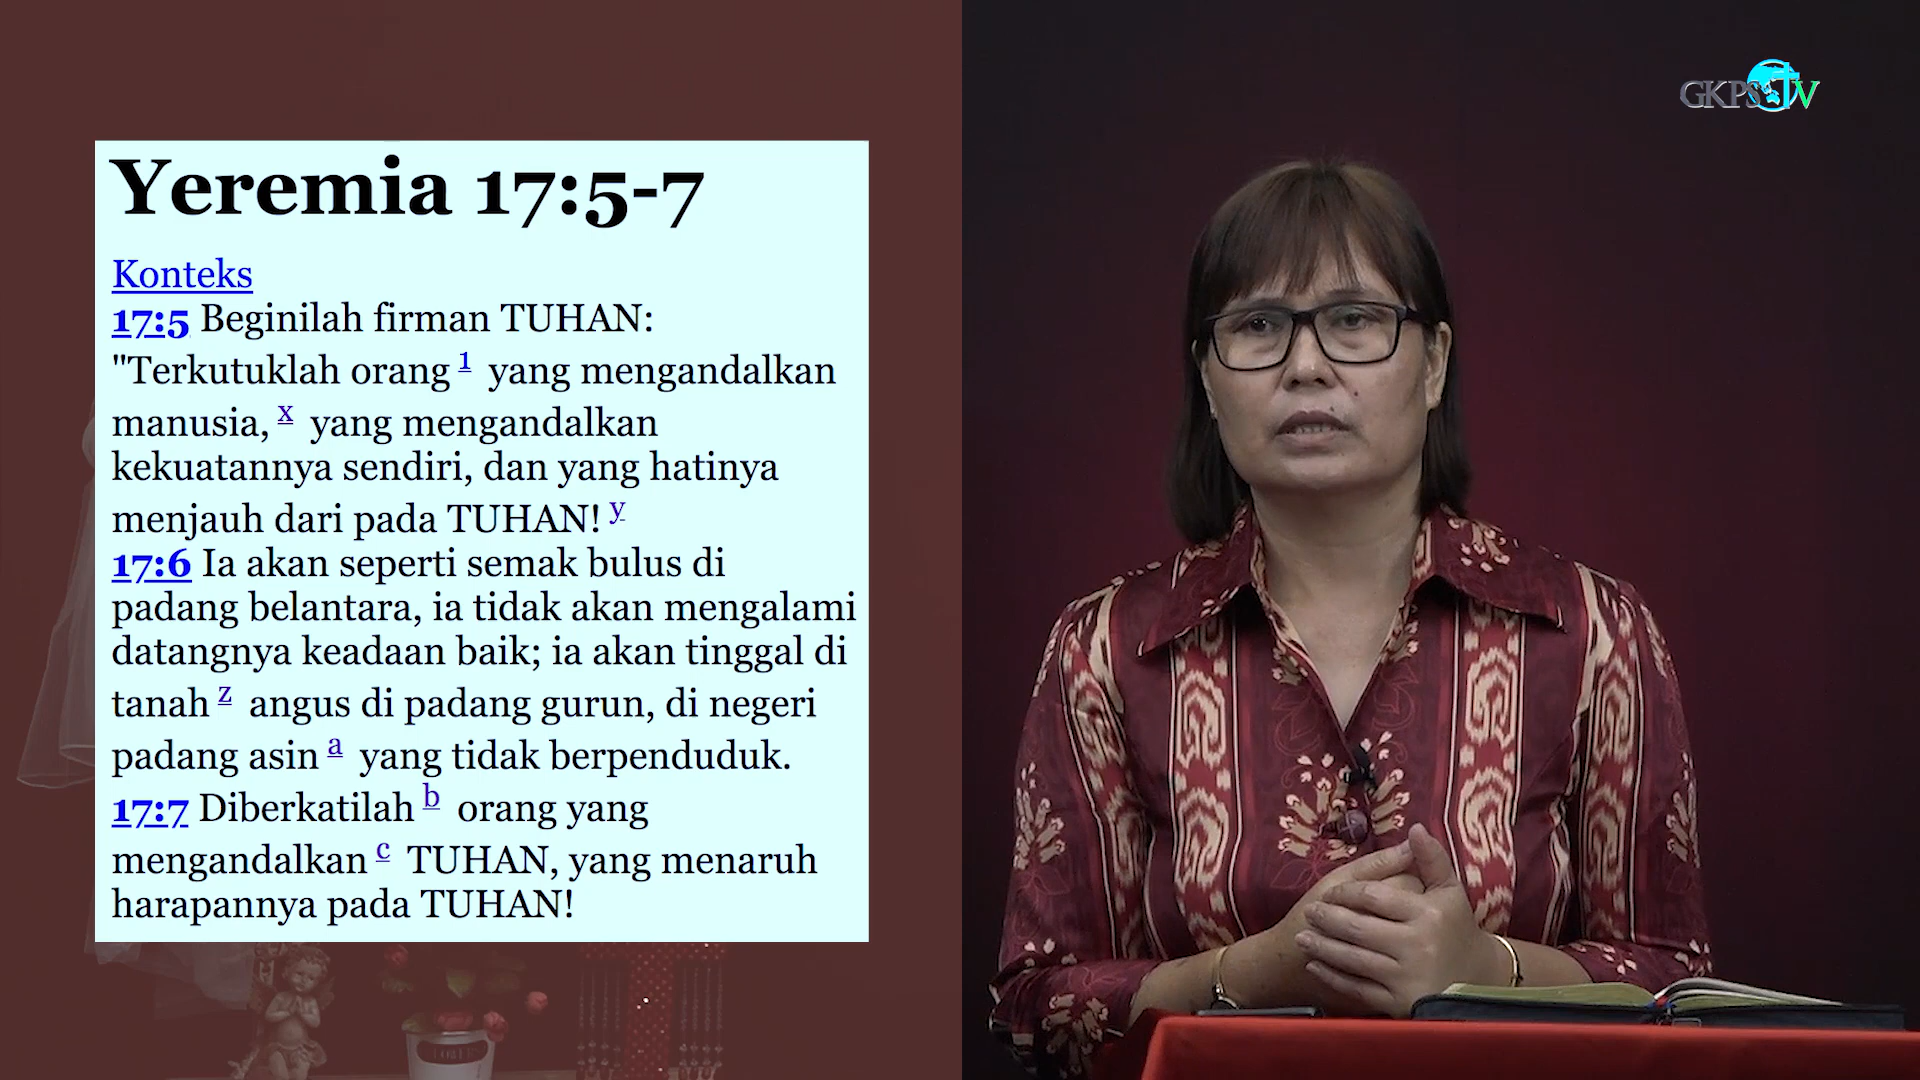 Yeremia 17:5-7
Konteks
17:5 Beginilah firman TUHAN:
"Terkutuklah orang 1 yang mengandalkan
manusia, x yang mengandalkan
kekuatannya sendiri, dan yang hatinya
menjauh dari pada TUHAN! y
17:6 Ia akan seperti semak bulus di
padang belantara, ia tidak akan mengalami
datangnya keadaan baik; ia akan tinggal di
tanah z angus di padang gurun, di negeri
padang asin a yang tidak berpenduduk.
17:7 Diberkatilah b orang yang
mengandalkan c TUHAN, yang menaruh
harapannya pada TUHAN!
GKPS TV